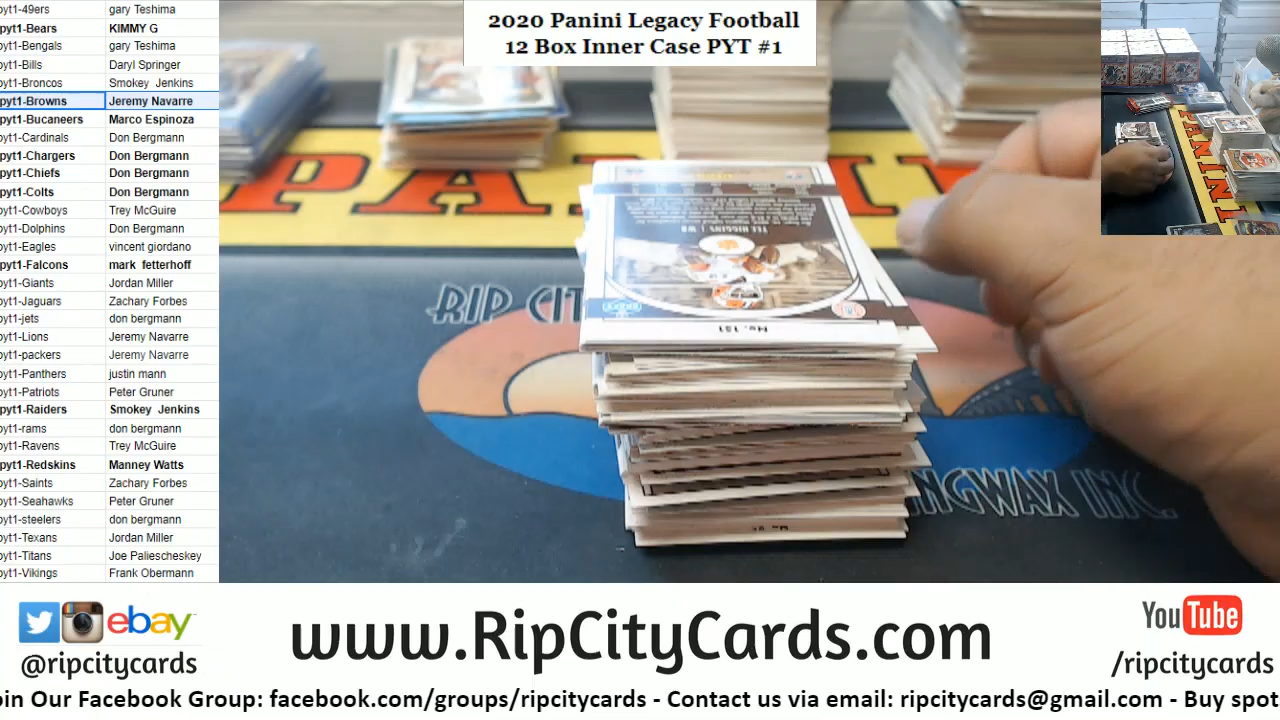 2020 Panini Legacy Football
12 Box Inner Case PYT #1
pyt1-49ers gary Teshima
pyt1-Bears KIMMY G
pyt1-Bengals gary Teshima
pyt1-Bills Daryl Springer
pyt1-Broncos Smokey Jenkins
pyt1-Browns Jeremy Navarre
pyt1-Bucaneers Marco Espinoza
pyt1-Cardinals Don Bergmann
pyt1-Chargers Don Bergmann
pyt1-Chiefs Don Bergmann
pyt1-Colts Don Bergmann
pyt1-Cowboys Trey McGuire
pyt1-Dolphins Don Bergmann
pyt1-Eagles vincent giordano
pyt1-Falcons mark fetterhoff
pyt1-Giants Jordan Miller
pyt1-Jaguars Zachary Forbes
pyt1-jets don bergmann
pyt1-Lions Jeremy Navarre
pyt1-packers Jeremy Navarre
pyt1-Panthers justin mann
pyt1-Patriots Peter Gruner
pyt1-Raiders Smokey Jenkins
pyt1-rams don bergmann
pyt1-Ravens Trey McGuire
pyt1-Redskins Manney Watts
pyt1-Saints Zachary Forbes
pyt1-Seahawks Peter Gruner
pyt1-steelers don bergmann
pyt1-Texans Jordan Miller
pyt1-Titans Joe Paliescheskey
pyt1-Vikings Frank Obermann
PANINI
PANINI
RIP CIT
NGWAX INC.
TEE HIGGINS | WR
No. 151
ebay
@ripcitycards
www.RipCityCards.com
YouTube
/ripcitycards
oin Our Facebook Group: facebook.com/groups/ripcitycards - Contact us via email: ripcitycards@gmail.com - Buy spot